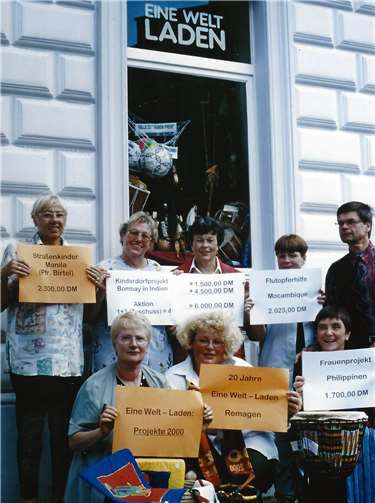 EINE WELT
LADEN
Straßenkinder
Manila
(Pfr. Birtel)
2.300,00 DM
Kinderdorfprojekt
Bombay in Indien
Aktion
= 1.500,00 DM
+ 4.500,00 DM
= 6.000,00 DM
Flutopferhilfe
Mocambique
2.023,00 DM
Frauenprojekt
Philippinen
1.700,00 DM
Eine Welt – Laden:
Projekte 2000
20 Jahre
Eine Welt – Laden
Remagen